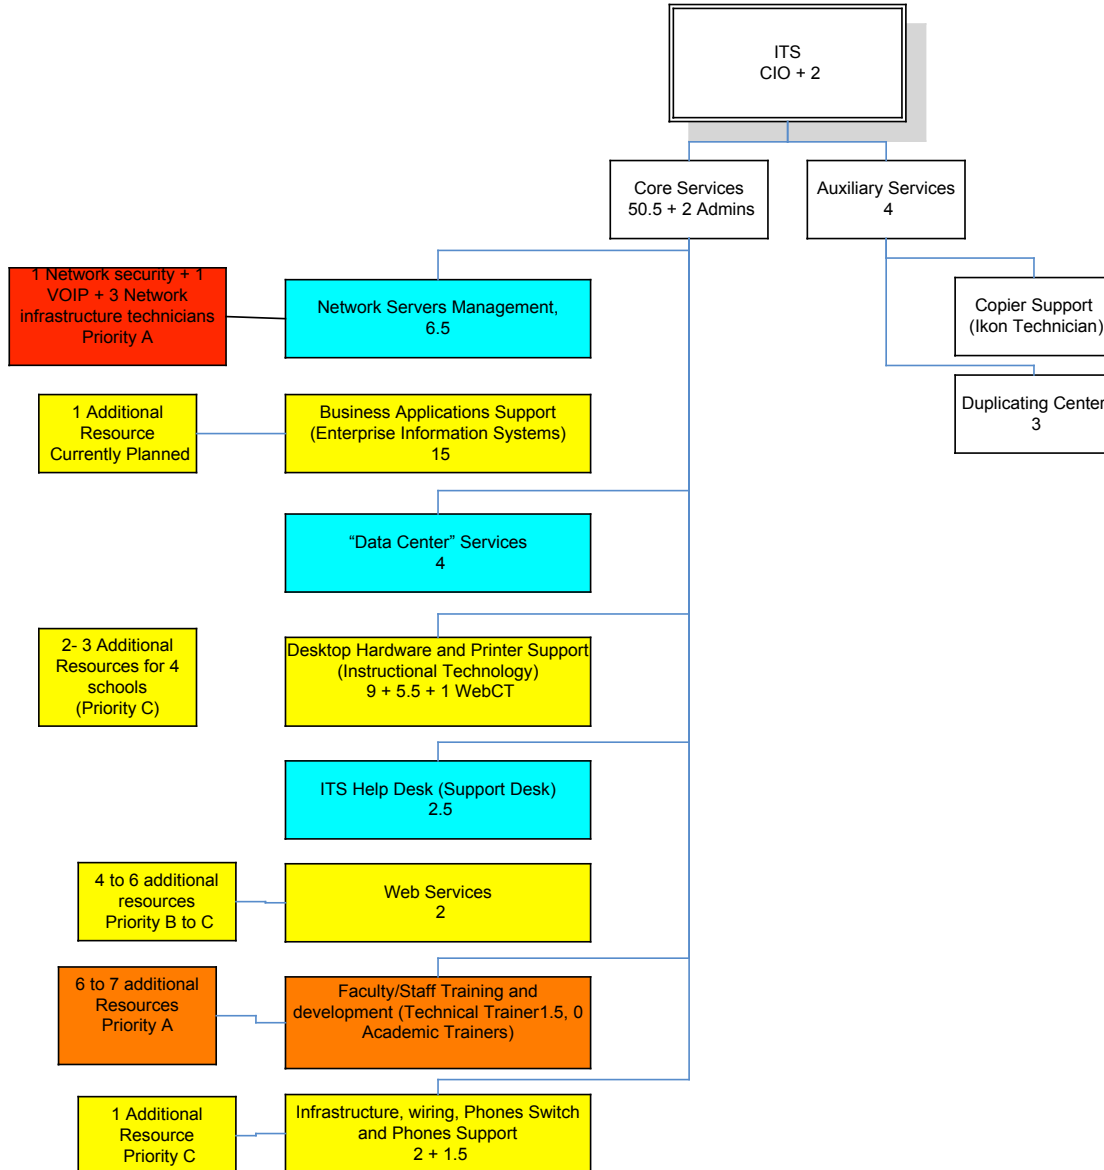 ITS
CIO + 2
Core Services
50.5 + 2 Admins
Auxiliary Services
4
1 Network security + 1
VOIP + 3 Network
infrastructure technicians
Priority A
Network Servers Management,
6.5
Copier Support
(Ikon Technician)
1 Additional
Resource
Currently Planned
Business Applications Support
(Enterprise Information Systems)
15
Duplicating Center
3
“Data Center” Services
4
2- 3 Additional
Resources for 4
schools
(Priority C)
Desktop Hardware and Printer Support
(Instructional Technology)
9 + 5.5 + 1 WebCT
ITS Help Desk (Support Desk)
2.5
4 to 6 additional
resources
Priority B to C
Web Services
2
6 to 7 additional
Resources
Priority A
Faculty/Staff Training and
development (Technical Trainer1.5, 0
Academic Trainers)
1 Additional
Resource
Priority C
Infrastructure, wiring, Phones Switch
and Phones Support
2 + 1.5